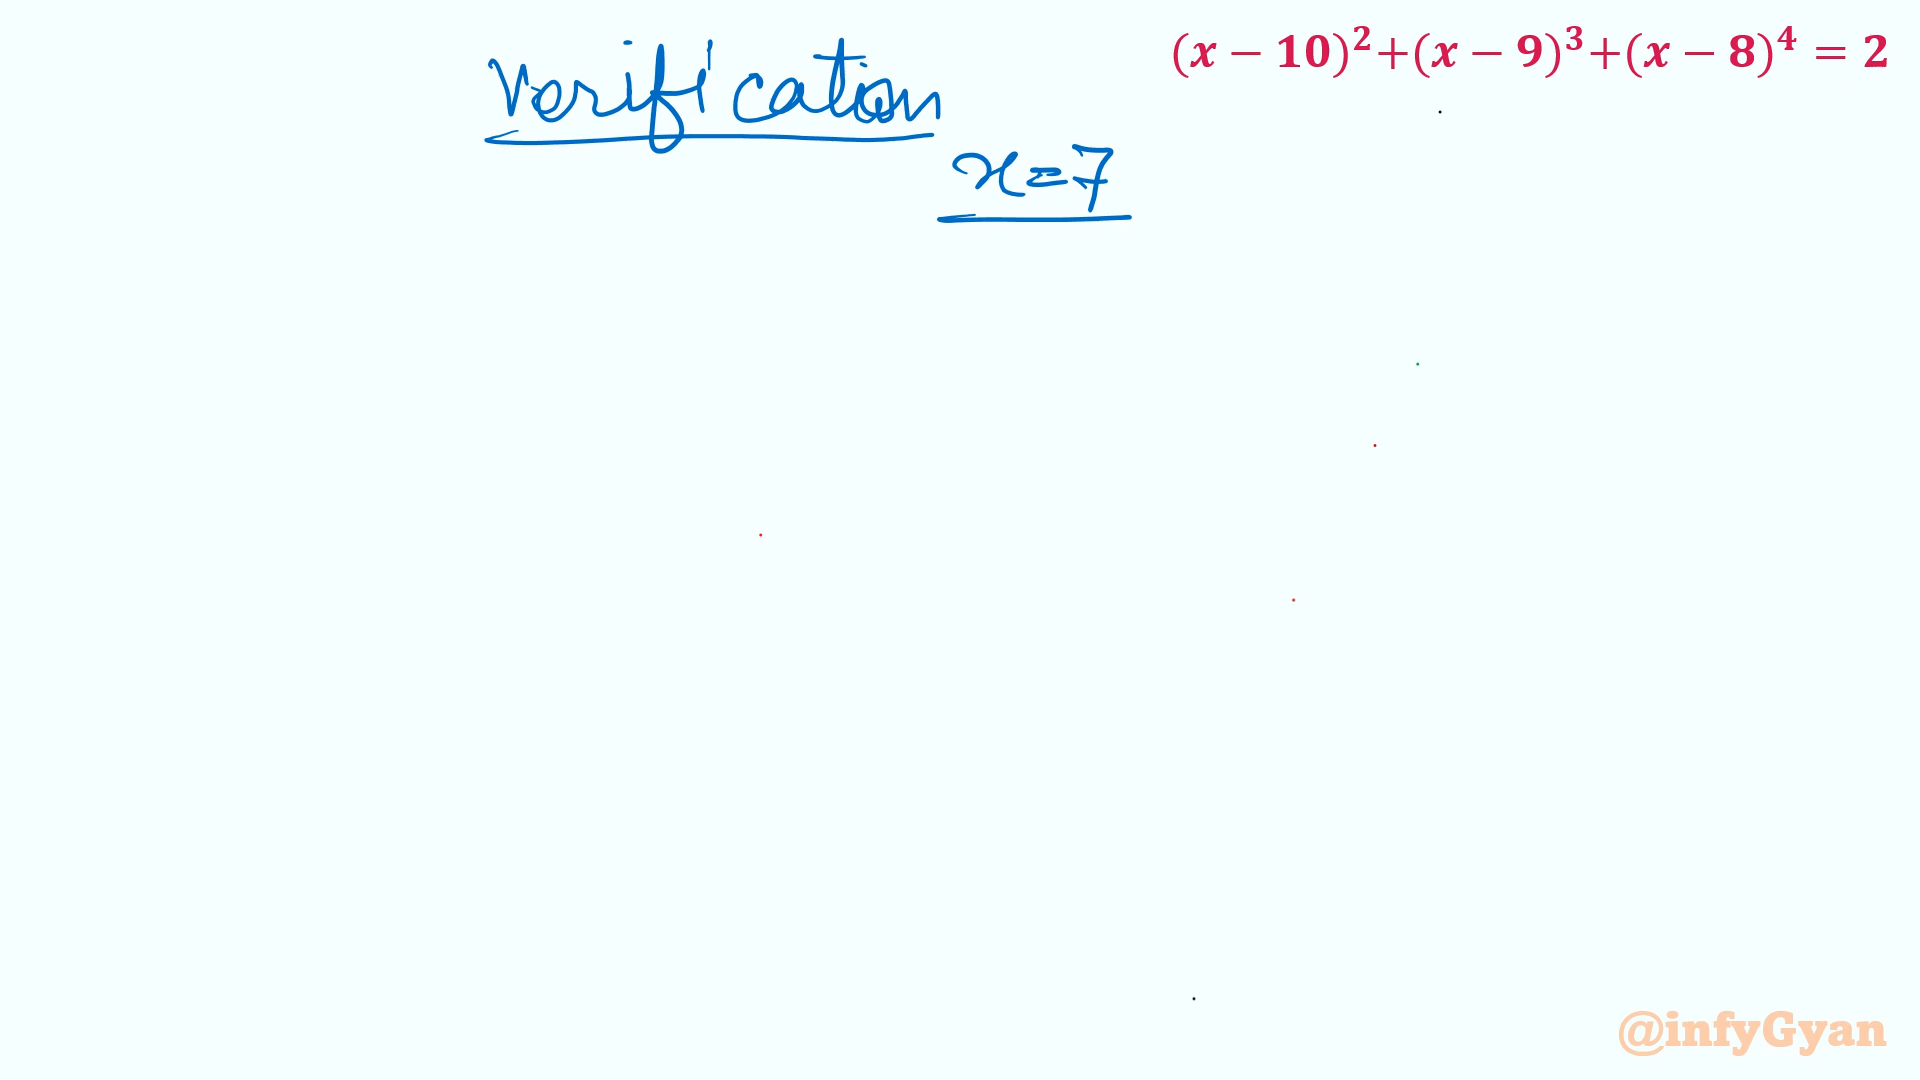 (x − 10)²+(x − 9)³+(x − 8)⁴ = 2
Verification
x=7
@infyGyan